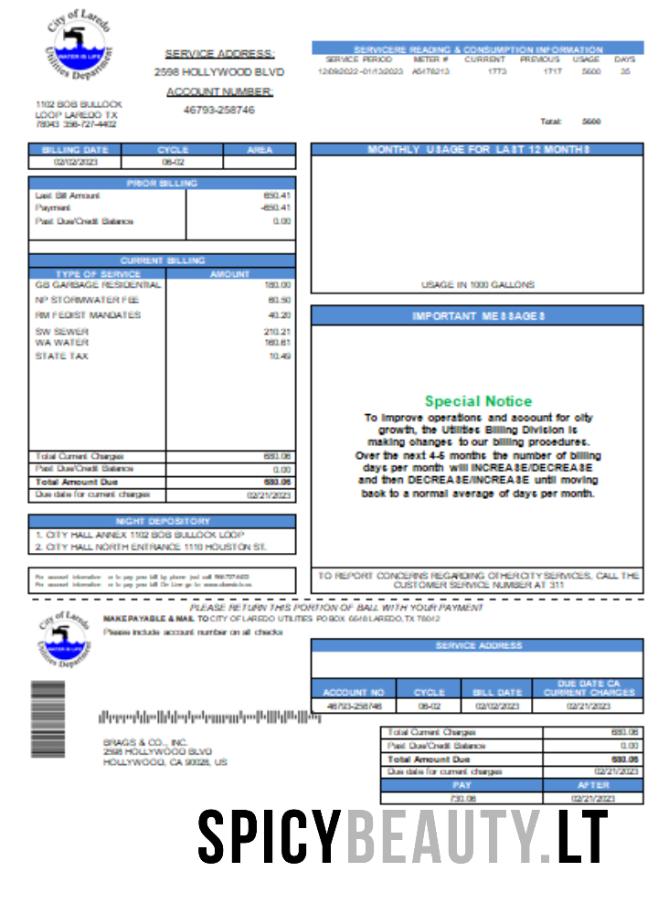 City of Laredo
WATER IS LIFE
Utilities Department
1102 BOB BULLOCK
LOOP LAREDO TX
78043 356-727-4402
SERVICE ADDRESS:
2598 HOLLYWOOD BLVD
ACCOUNT NUMBER:
46793-258746
SERVICERE READING & CONSUMPTION INFORMATION
SERVICE PERIOD METER # CURRENT PREVIOUS USAGE DAYS
12/09/2022-01/13/2023 A5178213 1773 1717 5600 35
Total: 5600
BILLING DATE CYCLE AREA
02/02/2023 06-02
PRIOR BILLING
Last Bill Amount 650.41
Payment -650.41
Past Due/Credit Balance 0.00
CURRENT BILLING
TYPE OF SERVICE AMOUNT
GB GARBAGE RESIDENTIAL 180.00
NP STORMWATER FEE 60.50
RM FEDIST MANDATES 40.20
SW SEWER 210.21
WA WATER 160.61
STATE TAX 10.49
Total Current Charges 680.06
Past Due/Credit Balance 0.00
Total Amount Due 680.06
Due date for current charges 02/21/2023
NIGHT DEPOSITORY
1. CITY HALL ANNEX 1102 BOB BULLOCK LOOP
2. CITY HALL NORTH ENTRANCE 1110 HOUSTON ST.
MONTHLY USAGE FOR LAST 12 MONTHS
USAGE IN 1000 GALLONS
IMPORTANT MESSAGES
Special Notice
To improve operations and account for city
growth, the Utilities Billing Division is
making changes to our billing procedures.
Over the next 4-5 months the number of billing
days per month will INCREASE/DECREASE
and then DECREASE/INCREASE until moving
back to a normal average of days per month.
TO REPORT CONCERNS REGARDING OTHER CITY SERVICES, CALL THE
CUSTOMER SERVICE NUMBER AT 311
PLEASE RETURN THIS PORTION OF BALL WITH YOUR PAYMENT
City of Laredo
WATER IS LIFE
Utilities Department
MAKE PAYABLE & MAIL TO CITY OF LAREDO UTILITIES PO BOX 6618 LAREDO, TX 78012
Please include account number on all checks
SERVICE ADDRESS
ACCOUNT NO CYCLE BILL DATE DUE DATE CA CURRENT CHARGES
46793-258746 06-02 02/02/2023 02/21/2023
BRAGS & CO., INC.
2598 HOLLYWOOD BLVD
HOLLYWOOD, CA 90028, US
Total Current Charges 680.06
Past Due/Credit Balance 0.00
Total Amount Due 680.06
Due date for current charges 02/21/2023
PAY AFTER
730.06 02/21/2023
SPICYBEAUTY.LT